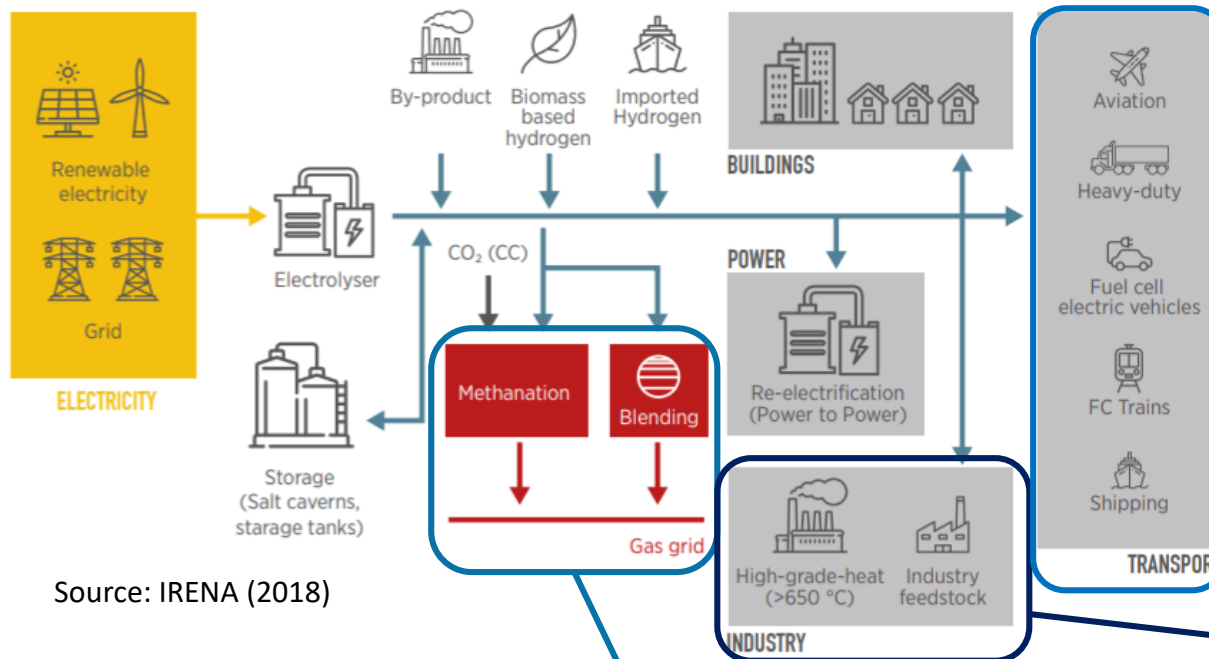 Renewable
electricity
Grid
ELECTRICITY
Electrolyser
Storage
(Salt caverns,
starage tanks)
By-product
Biomass
based
hydrogen
Imported
Hydrogen
CO₂ (CC)
Methanation
Blending
Gas grid
BUILDINGS
POWER
Re-electrification
(Power to Power)
High-grade-heat
(>650 °C)
Industry
feedstock
INDUSTRY
Aviation
Heavy-duty
Fuel cell
electric vehicles
FC Trains
Shipping
TRANSPOR
Source: IRENA (2018)